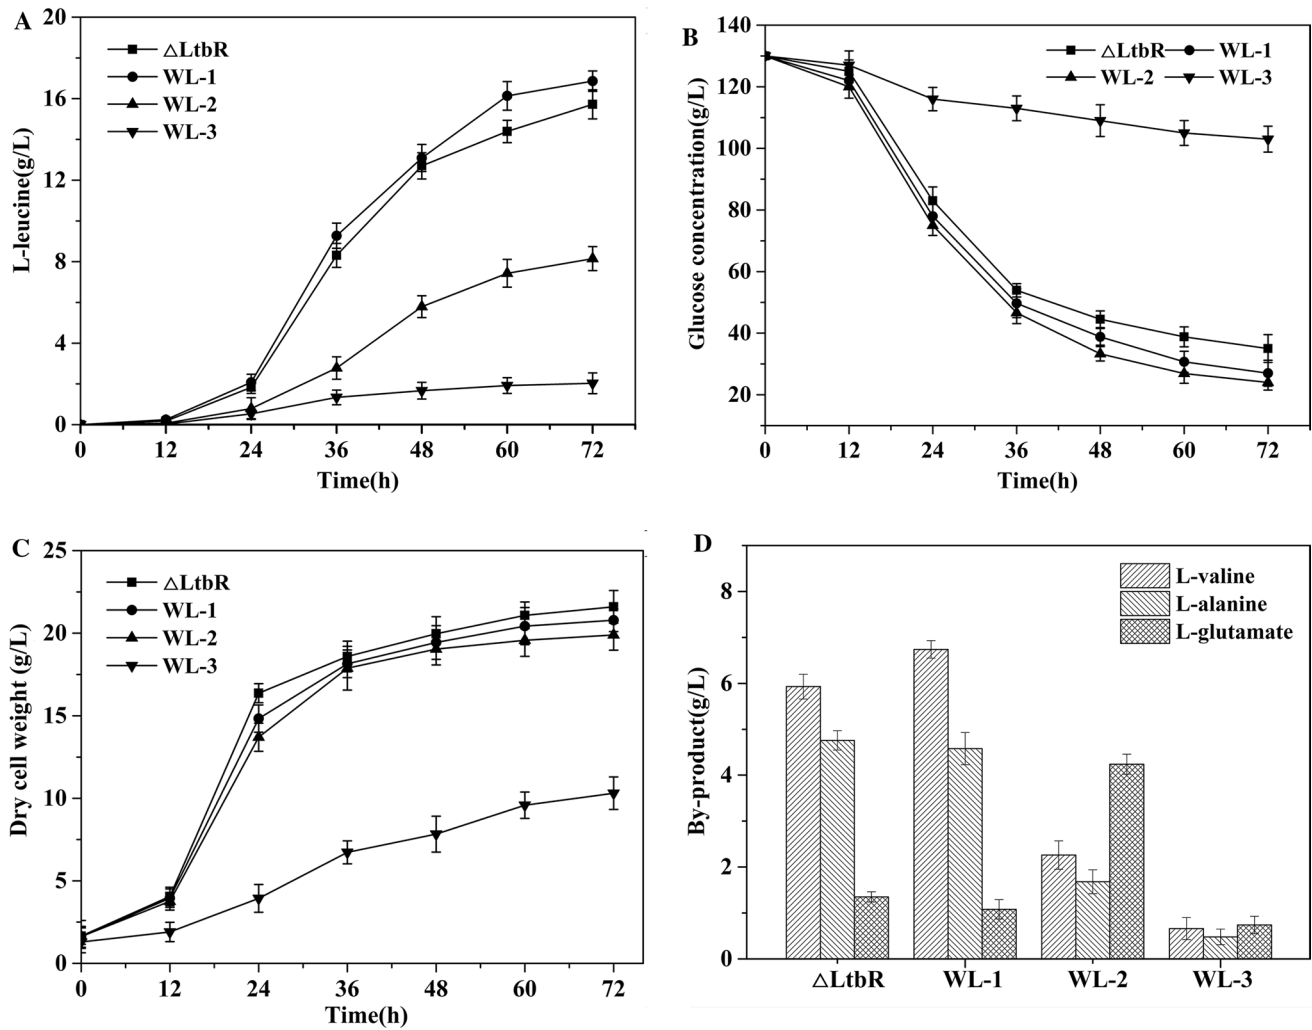 A
L-leucine(g/L)
20
16
12
8
4
0
△LtbR
WL-1
WL-2
WL-3
0 12 24 36 48 60 72
Time(h)
B
Glucose concentration(g/L)
140
120
100
80
60
40
20
△LtbR WL-1
WL-2 WL-3
0 12 24 36 48 60 72
Time(h)
C
Dry cell weight (g/L)
25
20
15
10
5
0
△LtbR
WL-1
WL-2
WL-3
0 12 24 36 48 60 72
Time(h)
D
By-product(g/L)
8
6
4
2
0
L-valine
L-alanine
L-glutamate
△LtbR WL-1 WL-2 WL-3